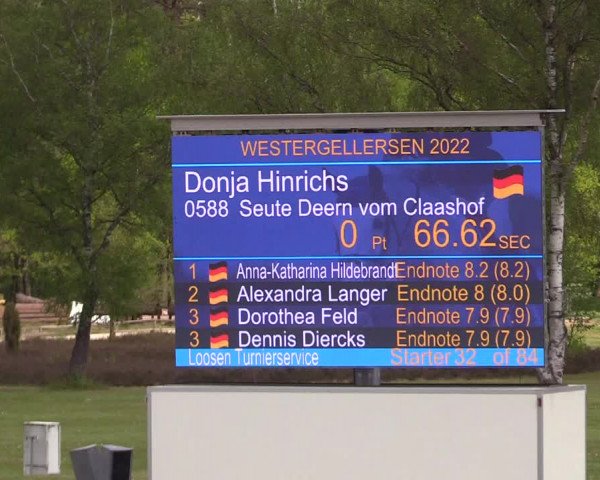 WESTERGELLERSEN 2022
Donja Hinrichs
0588 Seute Deern vom Claashof
0 Pt 66.62 SEC
1 Anna-Katharina Hildebrandt Endnote 8.2 (8.2)
2 Alexandra Langer Endnote 8 (8.0)
3 Dorothea Feld Endnote 7.9 (7.9)
3 Dennis Diercks Endnote 7.9 (7.9)
Loosen Turnierservice Starter 32 of 84